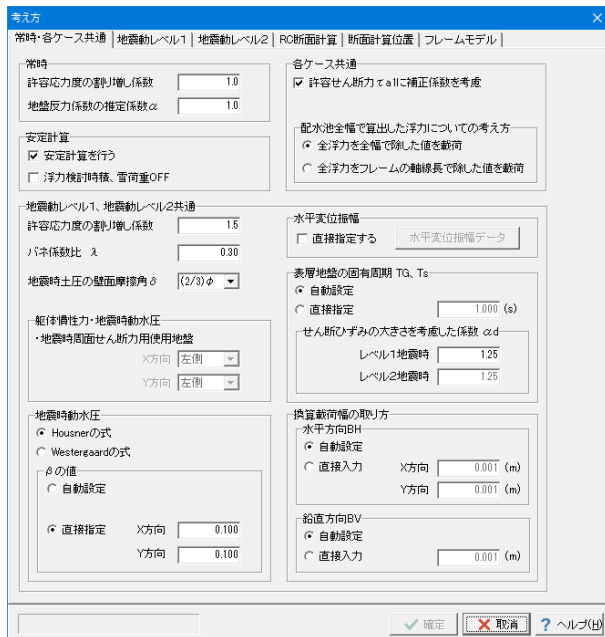 考え方
常時・各ケース共通
地震動レベル1
地震動レベル2
RC断面計算
断面計算位置
フレームモデル
常時
許容応力度の割り増し係数 1.0
地盤反力係数の推定係数α 1.0
安定計算
安定計算を行う
浮力検討時積、雪荷重OFF
各ケース共通
許容せん断力τa1に補正係数を考慮
配水池全幅で算出した浮力についての考え方
全浮力を全幅で除した値を載荷
全浮力をフレームの軸線長で除した値を載荷
地震動レベル1、地震動レベル2共通
許容応力度の割り増し係数 1.5
バネ係数比 λ 0.30
地震時土圧の壁面摩擦角δ (2/3)φ
躯体慣性力・地震時動水圧
・地震時周面せん断力用使用地盤
X方向 左側
Y方向 左側
地震時動水圧
Housnerの式
Westergaardの式
βの値
自動設定
直接指定 X方向 0.100
Y方向 0.100
水平変位振幅
直接指定する 水平変位振幅データ
表層地盤の固有周期 TG、Ts
自動設定
直接指定 1.000 (s)
せん断ひずみの大きさを考慮した係数 αd
レベル1地震時 1.25
レベル2地震時 1.25
換算載荷幅の取り方
水平方向BH
自動設定
直接入力 X方向 0.001 (m)
Y方向 0.001 (m)
鉛直方向BV
自動設定
直接入力 0.001 (m)
確定
取消
? ヘルプ(H)